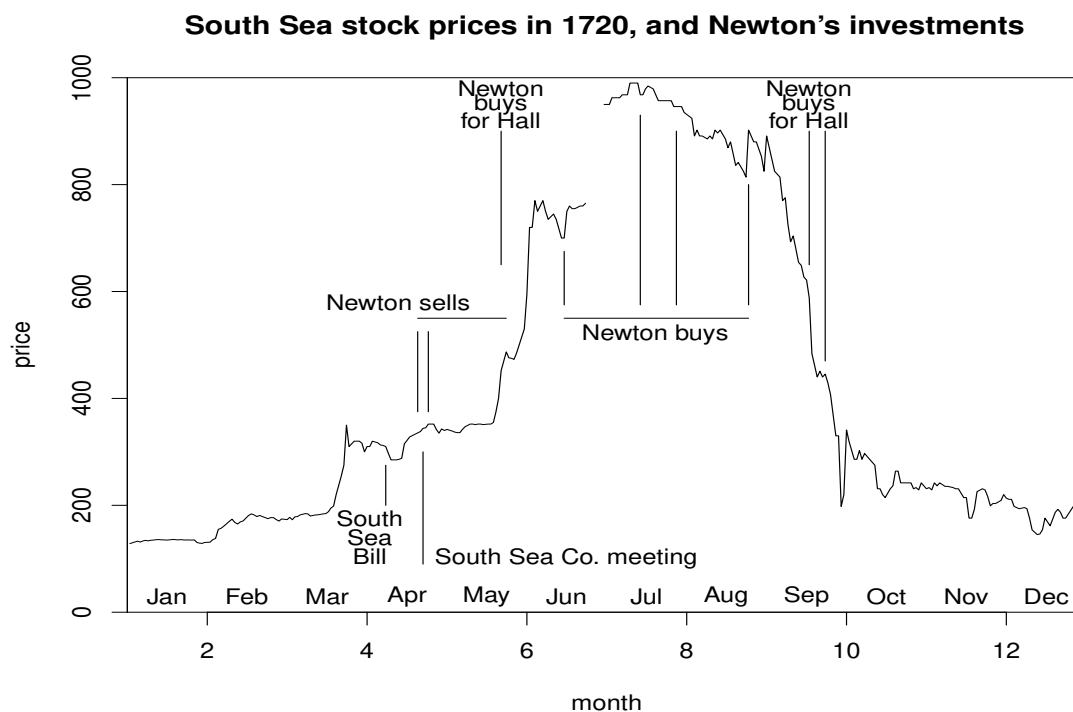 South Sea stock prices in 1720, and Newton’s investments
1000
800
600
400
200
0
price
Newton
buys
for Hall
Newton
buys
for Hall
Newton sells
Newton buys
South
Sea
Bill
South Sea Co. meeting
Jan Feb Mar Apr May Jun Jul Aug Sep Oct Nov Dec
2 4 6 8 10 12
month